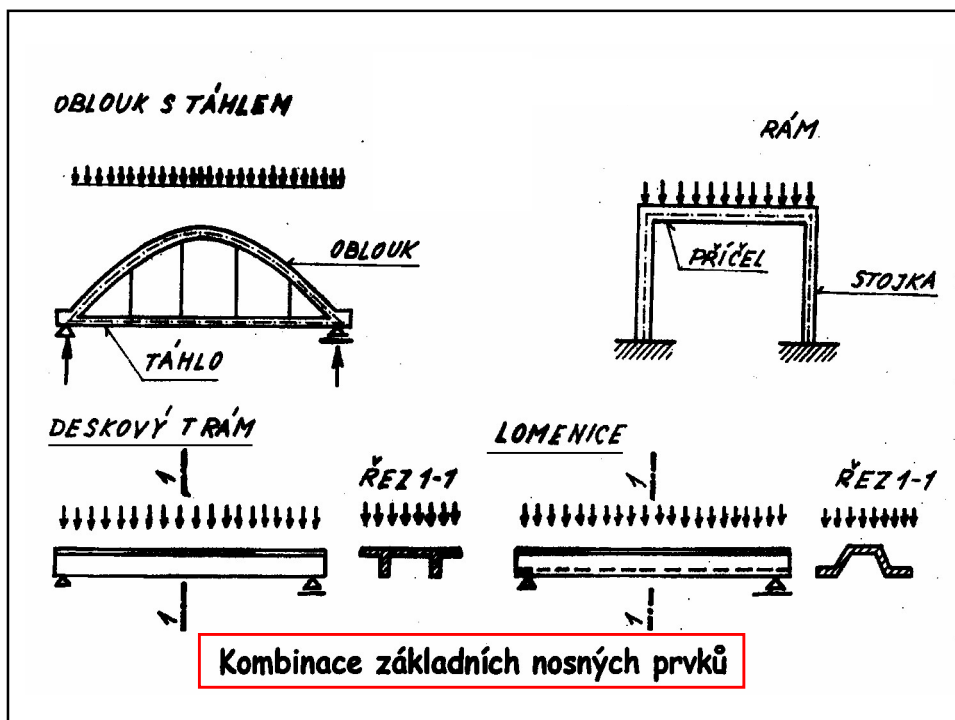 OBLOUK S TÁHLEM
RÁM
OBLOUK
PŘÍČEL
STOJKA
TÁHLO
DESKOVÝ TRÁM
LOMENICE
1
ŘEZ 1-1
1
ŘEZ 1-1
1
1
Kombinace základních nosných prvků